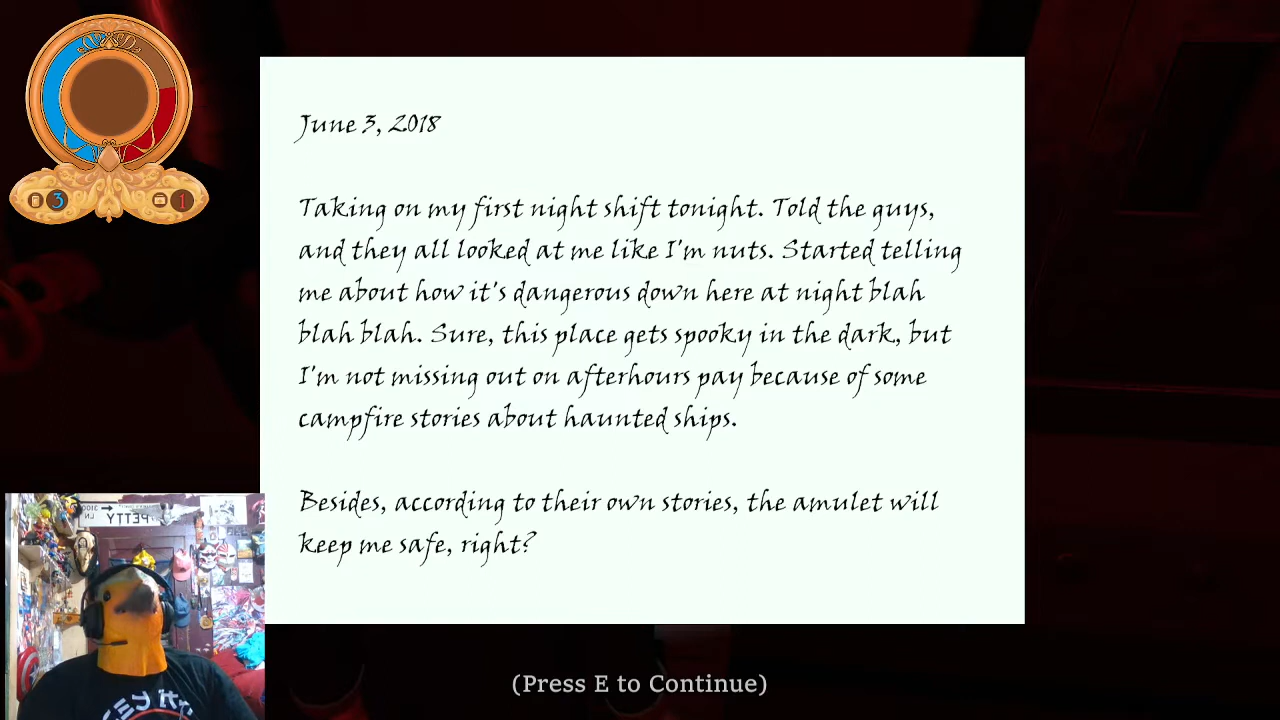 3
1
June 3, 2018
Taking on my first night shift tonight. Told the guys,
and they all looked at me like I'm nuts. Started telling
me about how it's dangerous down here at night blah
blah blah. Sure, this place gets spooky in the dark, but
I'm not missing out on afterhours pay because of some
campfire stories about haunted ships.
Besides, according to their own stories, the amulet will
keep me safe, right?
PETTY
(Press E to Continue)